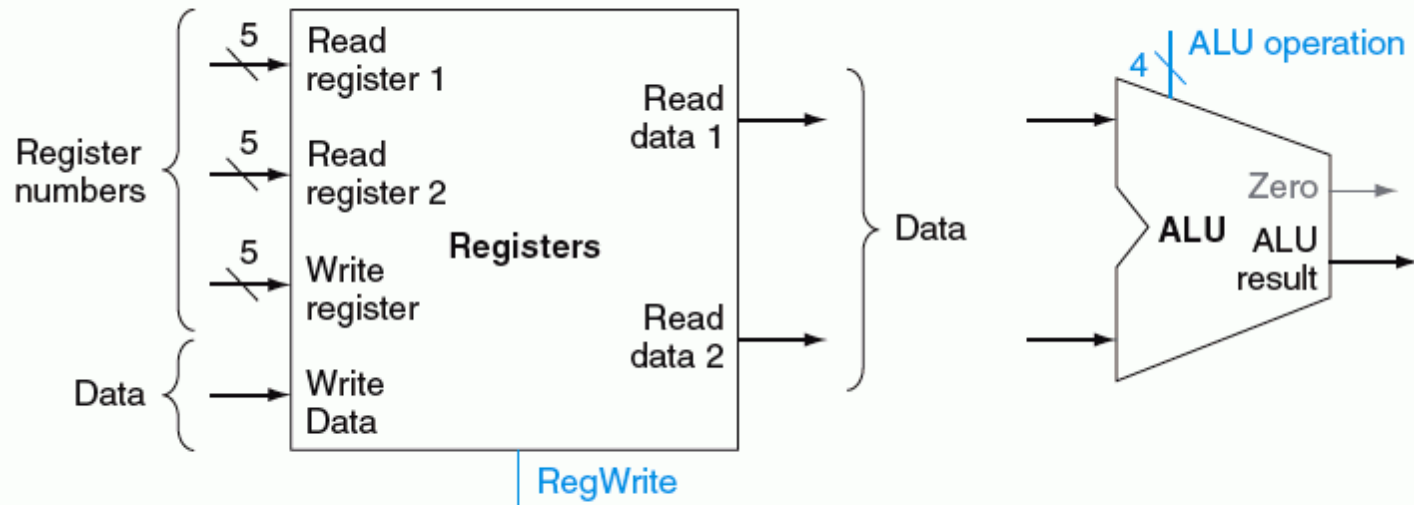 Register
numbers
Data
5
Read
register 1
5
Read
register 2
5
Write
register
Write
Data
Registers
Read
data 1
Read
data 2
RegWrite
Data
4
ALU operation
Zero
ALU
ALU
result